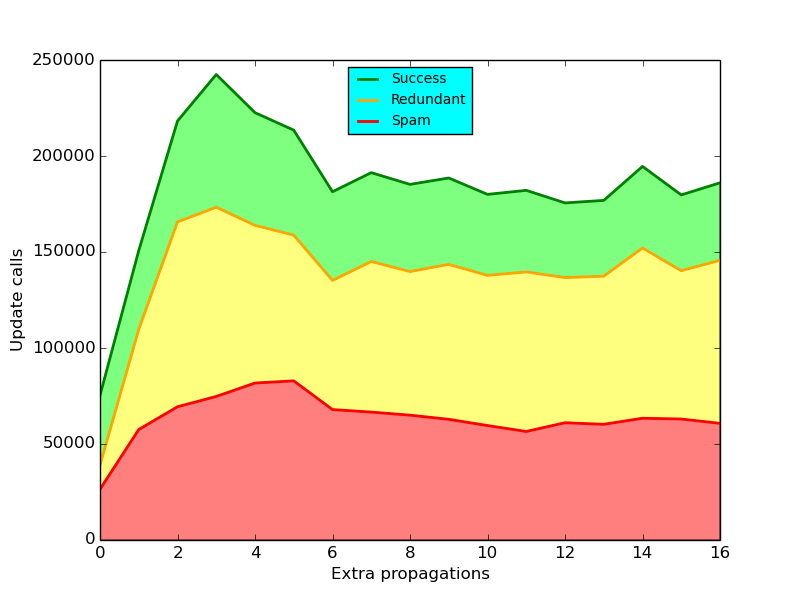 250000
200000
150000
100000
50000
0
Update calls
Success
Redundant
Spam
0 2 4 6 8 10 12 14 16
Extra propagations